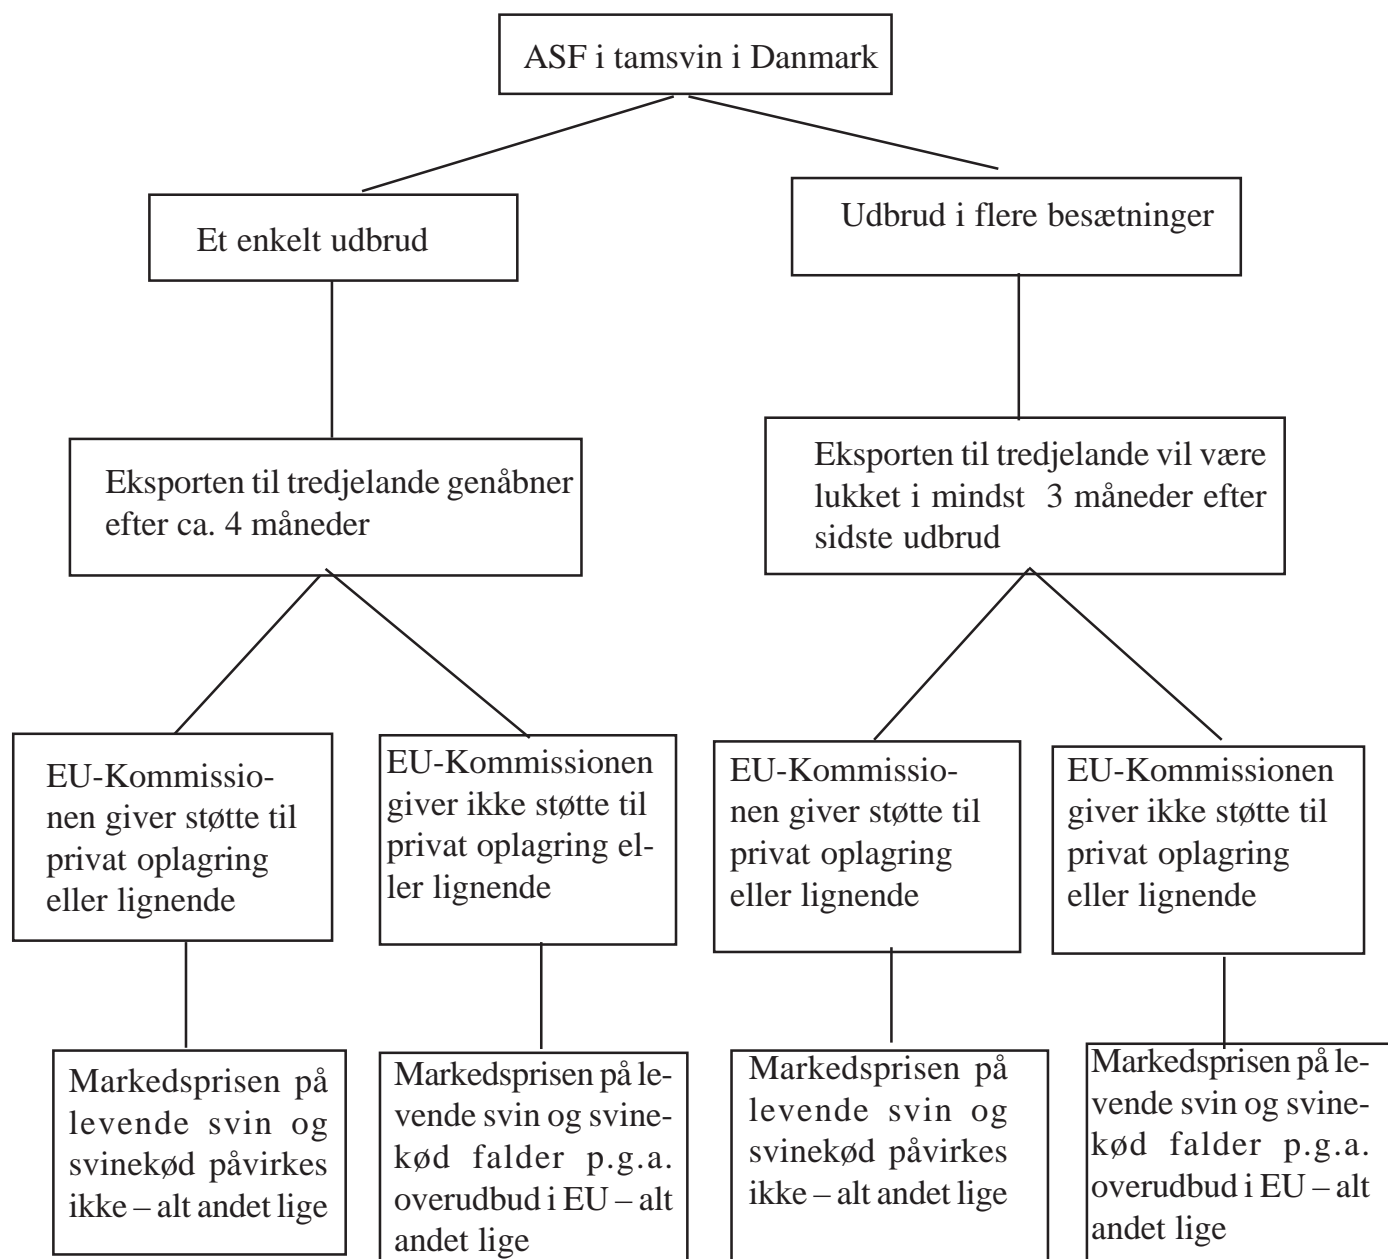 ASF i tamsvin i Danmark
Et enkelt udbrud
Udbrud i flere besætninger
Eksporten til tredjelande genåbner
efter ca. 4 måneder
Eksporten til tredjelande vil være
lukket i mindst 3 måneder efter
sidste udbrud
EU-Kommissio-
nen giver støtte til
privat oplagring
eller lignende
EU-Kommissionen
giver ikke støtte til
privat oplagring el-
ler lignende
EU-Kommissio-
nen giver støtte til
privat oplagring
eller lignende
EU-Kommissionen
giver ikke støtte til
privat oplagring
eller lignende
Markedsprisen på
levende svin og
svinekød påvirkes
ikke – alt andet lige
Markedsprisen på le-
vende svin og svine-
kød falder p.g.a.
overudbud i EU – alt
andet lige
Markedsprisen på
levende svin og
svinekød påvirkes
ikke – alt andet lige
Markedsprisen på le-
vende svin og svine-
kød falder p.g.a.
overudbud i EU – alt
andet lige